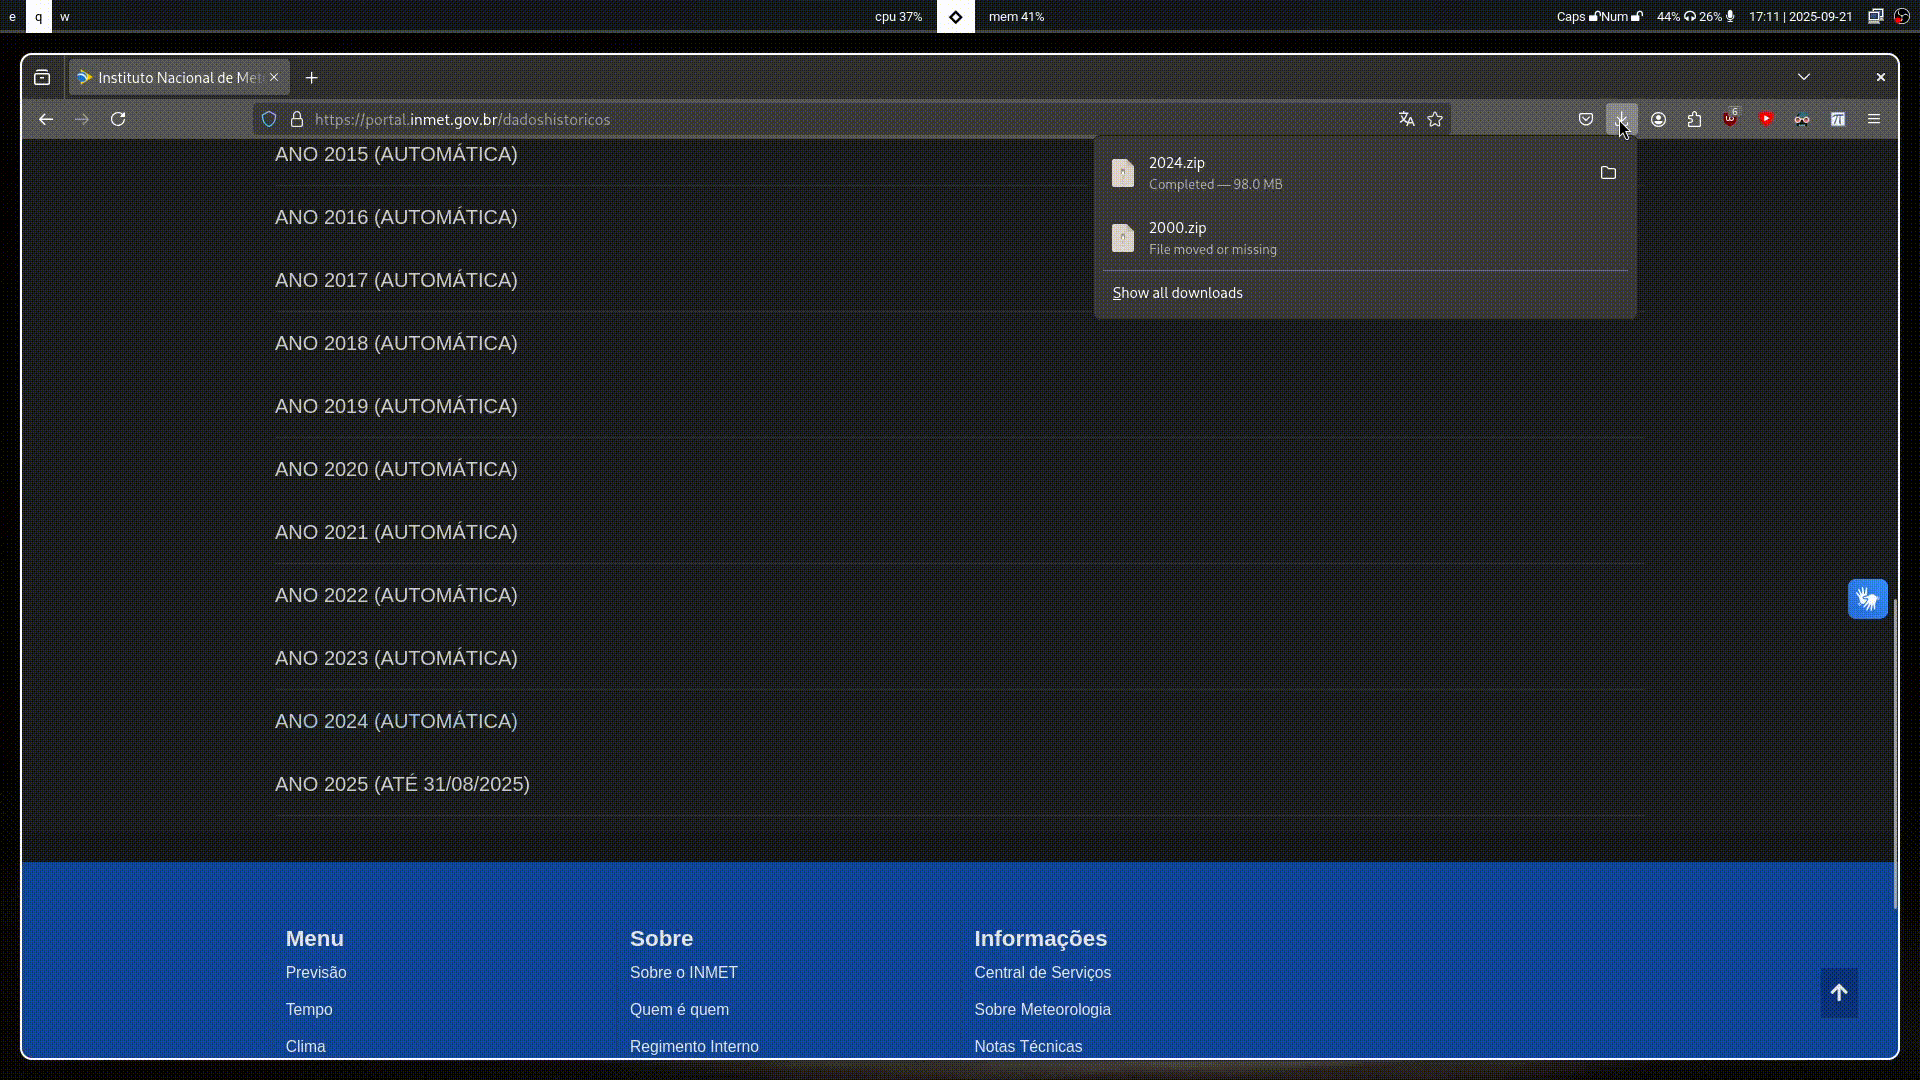 e q w
cpu 37%
mem 41%
Caps Num 44% 26% 17:11 | 2025-09-21
Instituto Nacional de Met
https://portal.inmet.gov.br/dadoshistoricos
6
2024.zip
Completed — 98.0 MB
2000.zip
File moved or missing
Show all downloads
ANO 2015 (AUTOMÁTICA)
ANO 2016 (AUTOMÁTICA)
ANO 2017 (AUTOMÁTICA)
ANO 2018 (AUTOMÁTICA)
ANO 2019 (AUTOMÁTICA)
ANO 2020 (AUTOMÁTICA)
ANO 2021 (AUTOMÁTICA)
ANO 2022 (AUTOMÁTICA)
ANO 2023 (AUTOMÁTICA)
ANO 2024 (AUTOMÁTICA)
ANO 2025 (ATÉ 31/08/2025)
Menu
Previsão
Tempo
Clima
Sobre
Sobre o INMET
Quem é quem
Regimento Interno
Informações
Central de Serviços
Sobre Meteorologia
Notas Técnicas